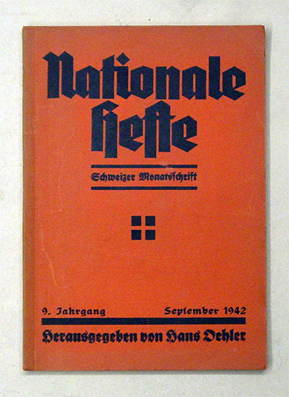 Nationale
Hefte
Schweizer Monatsschrift
9. Jahrgang September 1942
Herausgegeben von Hans Oehler